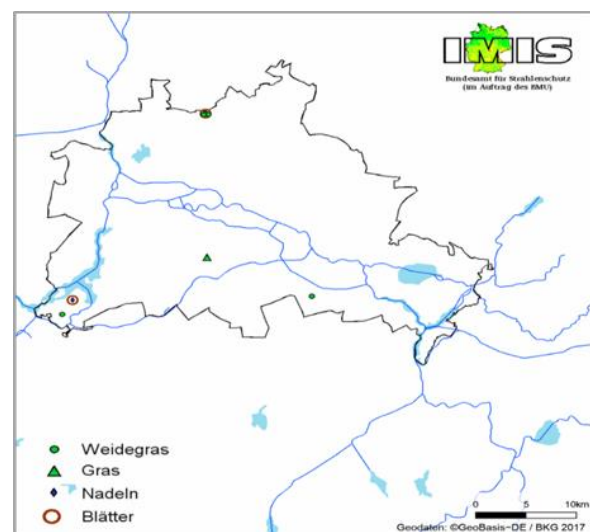 IMIS
Bundesamt für Strahlenschutz
(im Auftrag des BMU)
Weidegras
Gras
Nadeln
Blätter
0 5 10km
Geodaten: ©GeoBasis-DE / BKG 2017